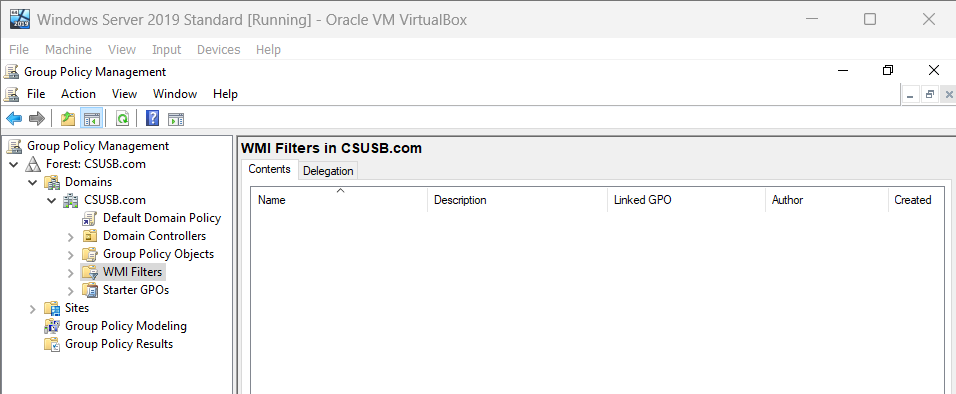 Windows Server 2019 Standard [Running] - Oracle VM VirtualBox
File Machine View Input Devices Help
Group Policy Management
File Action View Window Help
Group Policy Management
Forest: CSUSB.com
Domains
CSUSB.com
Default Domain Policy
Domain Controllers
Group Policy Objects
WMI Filters
Starter GPOs
Sites
Group Policy Modeling
Group Policy Results
WMI Filters in CSUSB.com
Contents Delegation
Name Description Linked GPO Author Created